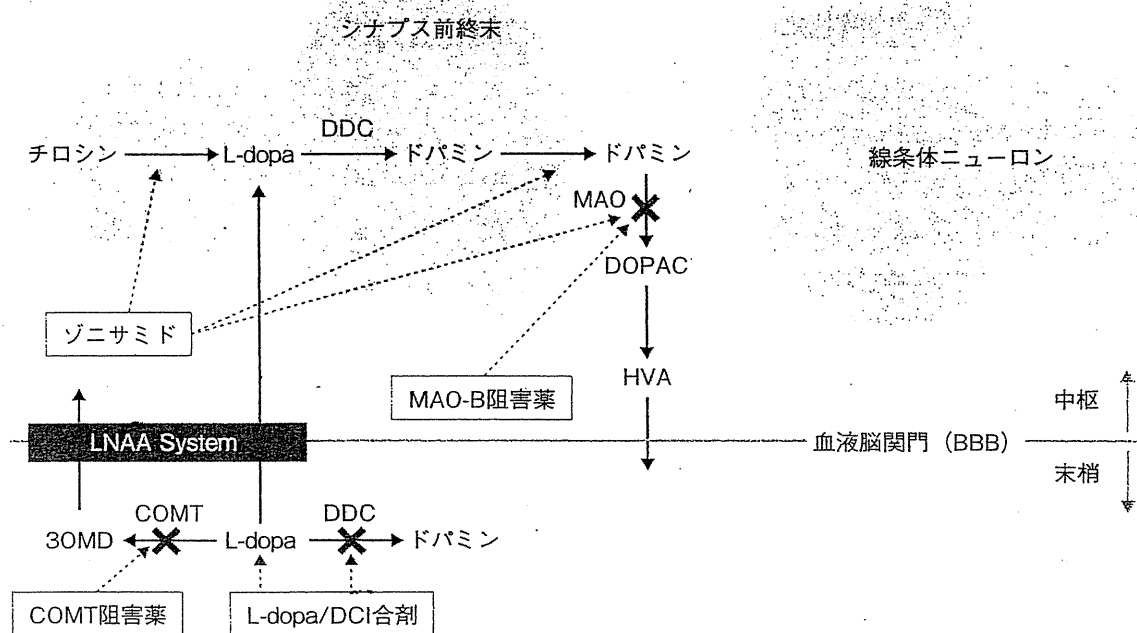 シナプス前終末
DDC
チロシン
L-dopa
ドパミン
ドパミン
線条体ニューロン
MAO
DOPAC
ゾニサミド
HVA
MAO-B阻害薬
中枢
LNAA System
血液脳関門（BBB）
末梢
COMT
DDC
3OMD
L-dopa
ドパミン
COMT阻害薬
L-dopa/DCI合剤